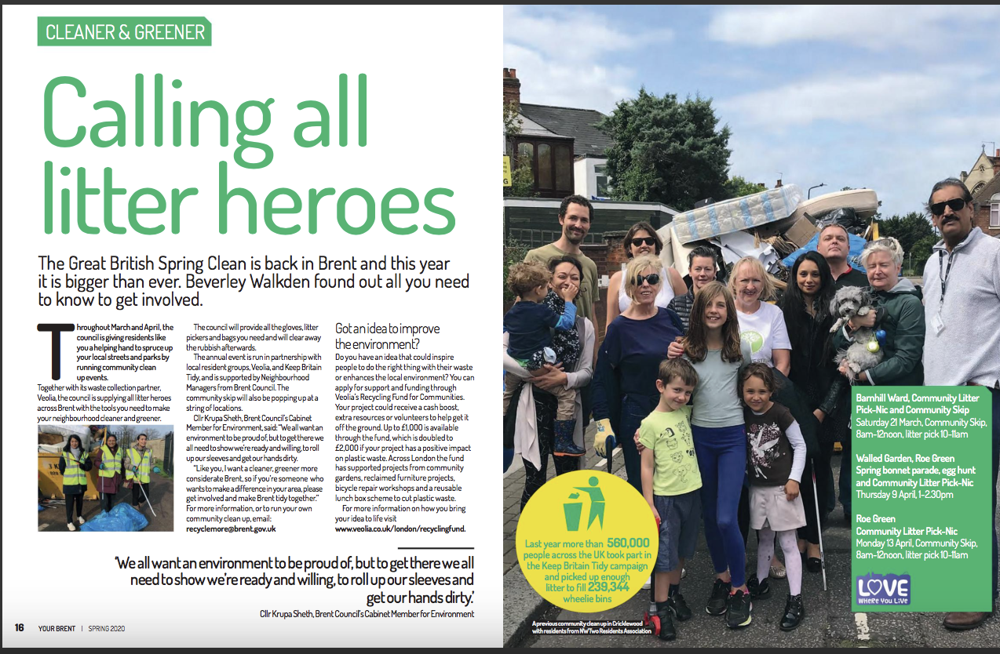 CLEANER & GREENER
Calling all
litter heroes
The Great British Spring Clean is back in Brent and this year
it is bigger than ever. Beverley Walkden found out all you need
to know to get involved.
Throughout March and April, the
council is giving residents like
you a helping hand to spruce up
your local streets and parks by
running community clean
up events.
Together with its waste collection partner,
Veolia, the council is supplying all litter heroes
across Brent with the tools you need to make
your neighbourhood cleaner and greener.
The council will provide all the gloves, litter
pickers and bags you need and will clear away
the rubbish afterwards.
The annual event is run in partnership with
local resident groups, Veolia, and Keep Britain
Tidy, and is supported by Neighbourhood
Managers from Brent Council. The
community skip will also be popping up at a
string of locations.
Cllr Krupa Sheth, Brent Council's Cabinet
Member for Environment, said: “We all want an
environment to be proud of, but to get there we
all need to show we're ready and willing, to roll
up our sleeves and get our hands dirty.
“Like you, I want a cleaner, greener more
considerate Brent, so if you're someone who
wants to make a difference in your area, please
get involved and make Brent tidy together.”
For more information, or to run your own
community clean up, email:
recyclemore@brent.gov.uk
Got an idea to improve
the environment?
Do you have an idea that could inspire
people to do the right thing with their waste
or enhances the local environment? You can
apply for support and funding through
Veolia's Recycling Fund for Communities.
Your project could receive a cash boost,
extra resources or volunteers to help get it
off the ground. Up to £1,000 is available
through the fund, which is doubled to
£2,000 if your project has a positive impact
on plastic waste. Across London the fund
has supported projects from community
gardens, reclaimed furniture projects,
bicycle repair workshops and a reusable
lunch box scheme to cut plastic waste.
For more information on how you bring
your idea to life visit
www.veolia.co.uk/london/recyclingfund.
‘We all want an environment to be proud of, but to get there we all
need to show we're ready and willing, to roll up our sleeves and
get our hands dirty.’
Cllr Krupa Sheth, Brent Council's Cabinet Member for Environment
16 YOUR BRENT | SPRING 2020
Last year more than 560,000
people across the UK took part in
the Keep Britain Tidy campaign
and picked up enough
litter to fill 239,344
wheelie bins
A previous community clean up in Cricklewood
with residents from NWTwo Residents Association
Barnhill Ward, Community Litter
Pick-Nic and Community Skip
Saturday 21 March, Community Skip,
8am-12noon, litter pick 10-11am
Walled Garden, Roe Green
Spring bonnet parade, egg hunt
and Community Litter Pick-Nic
Thursday 9 April, 1-2.30pm
Roe Green
Community Litter Pick-Nic
Monday 13 April, Community Skip,
8am-12noon, litter pick 10-11am
LOVE
WHERE YOU LIVE